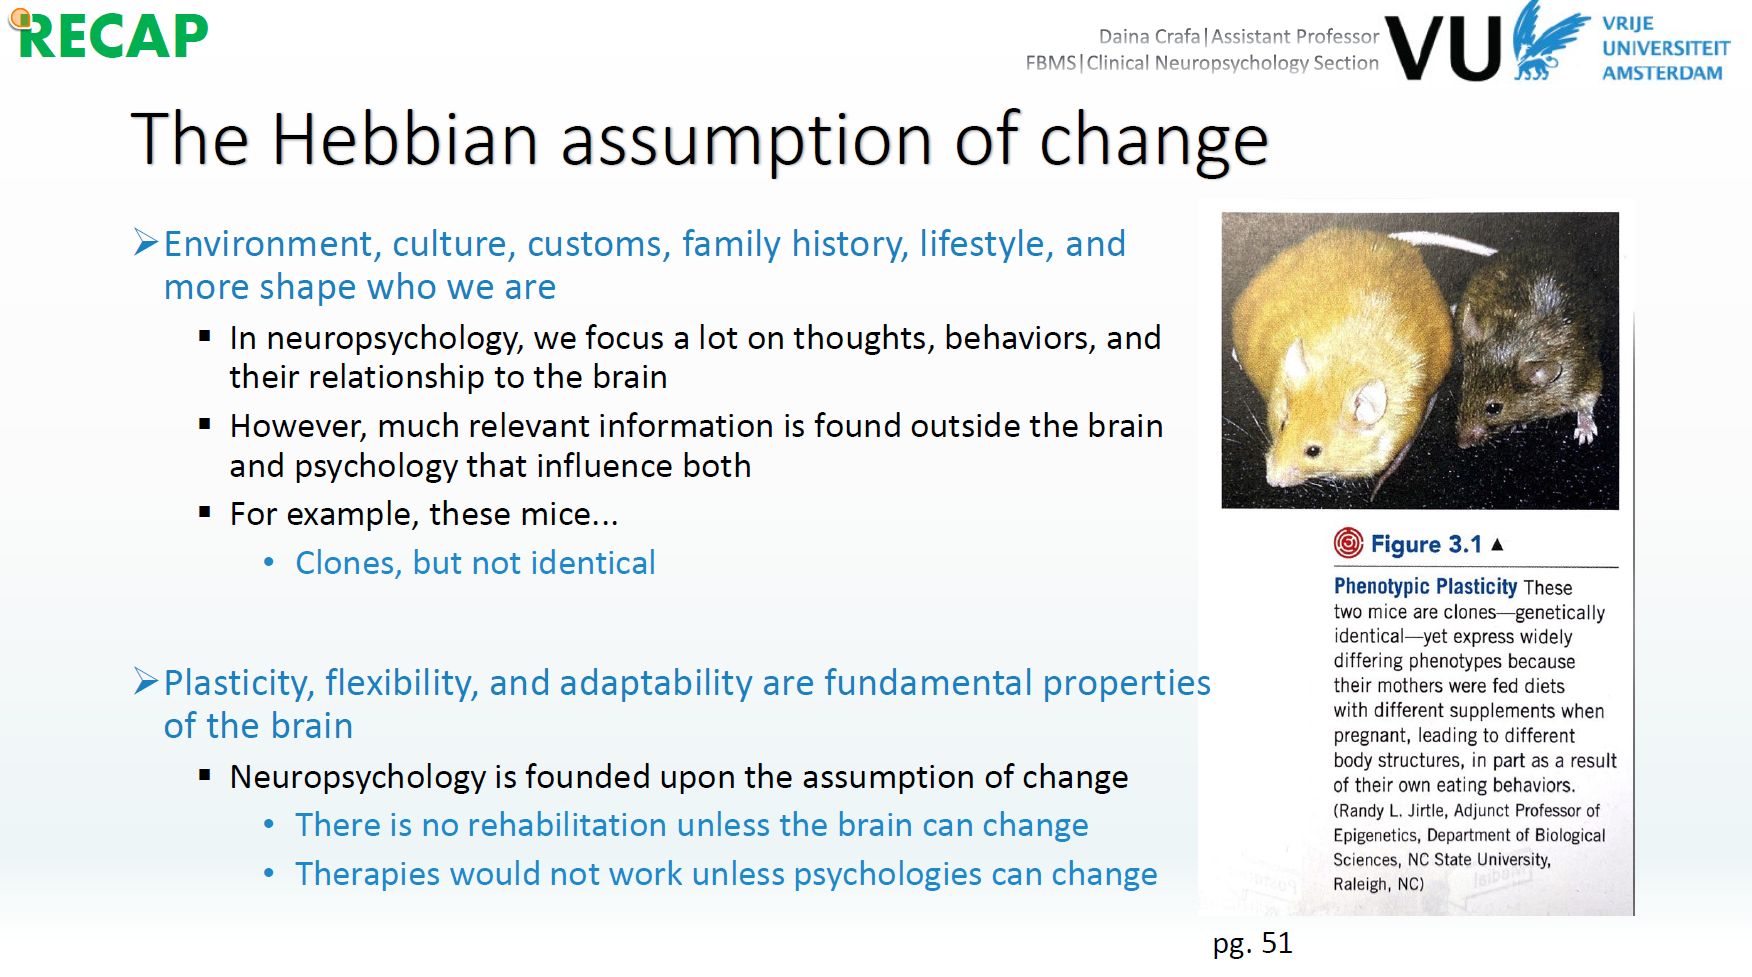 RECAP
Daina Crafa|Assistant Professor
FBMS|Clinical Neuropsychology Section
VU
VRIJE
UNIVERSITEIT
AMSTERDAM
The Hebbian assumption of change
Environment, culture, customs, family history, lifestyle, and
more shape who we are
In neuropsychology, we focus a lot on thoughts, behaviors, and
their relationship to the brain
However, much relevant information is found outside the brain
and psychology that influence both
For example, these mice...
Clones, but not identical
Plasticity, flexibility, and adaptability are fundamental properties
of the brain
Neuropsychology is founded upon the assumption of change
There is no rehabilitation unless the brain can change
Therapies would not work unless psychologies can change
Figure 3.1 ▲
Phenotypic Plasticity These
two mice are clones—genetically
identical—yet express widely
differing phenotypes because
their mothers were fed diets
with different supplements when
pregnant, leading to different
body structures, in part as a result
of their own eating behaviors.
(Randy L. Jirtle, Adjunct Professor of
Epigenetics, Department of Biological
Sciences, NC State University,
Raleigh, NC)
pg. 51